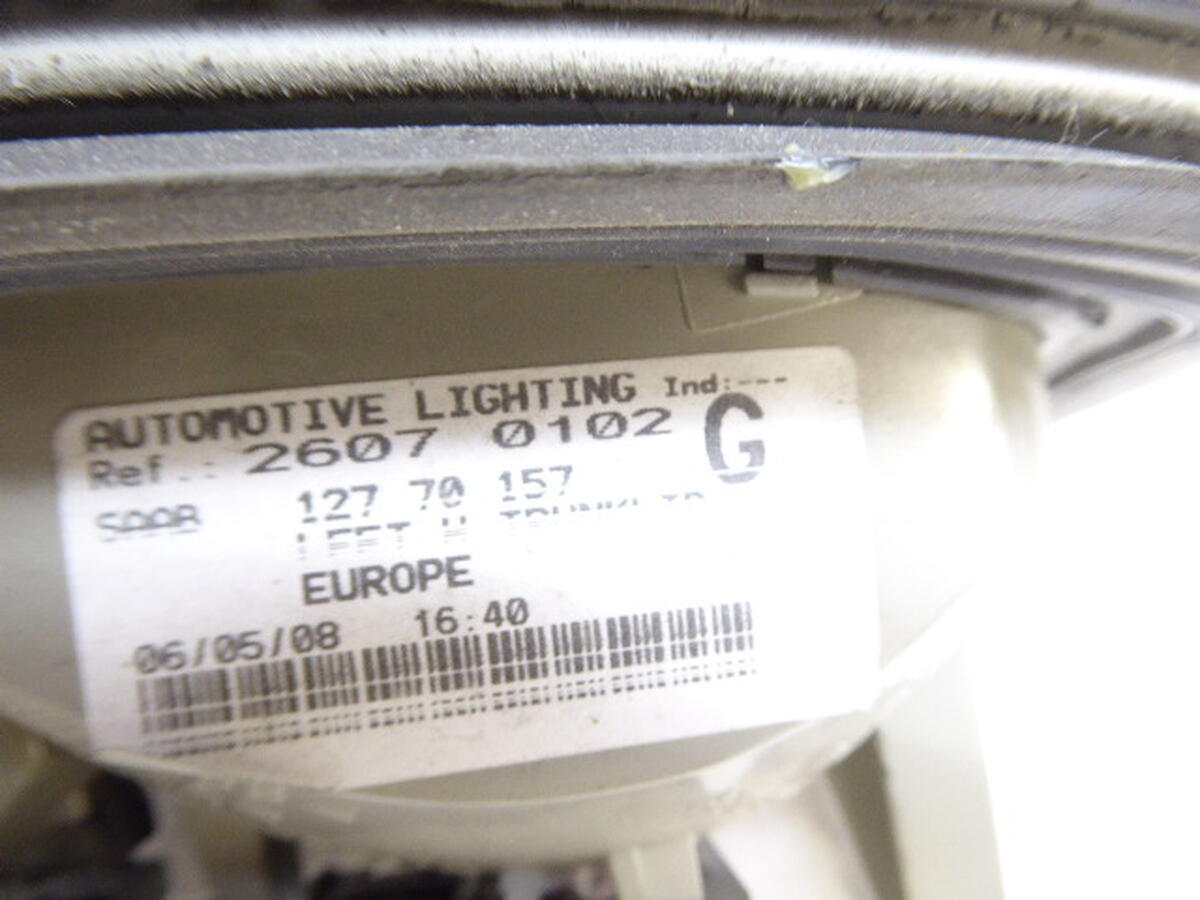 AUTOMOTIVE LIGHTING Ind:---
Ref.: 2607 0102 G
SAAB 127 70 157
EUROPE
06/05/08 16:40